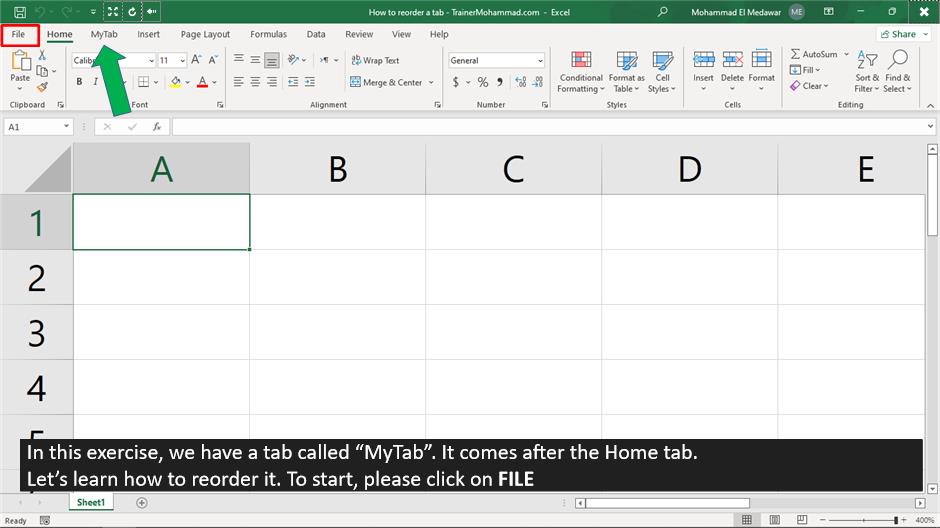 How to reorder a tab - TrainerMohammad.com - Excel
Mohammad El Medawar ME
File Home MyTab Insert Page Layout Formulas Data Review View Help Share
Paste
Clipboard
11
B I
Font
Wrap Text
Merge & Center
Alignment
General
$ % ,
Number
Conditional Formatting
Format as Table
Cell Styles
Styles
Insert
Delete
Format
Cells
AutoSum
Fill
Clear
Sort & Filter
Find & Select
Editing
A1
fx
A B C D E
1
2
3
4
In this exercise, we have a tab called “MyTab”. It comes after the Home tab.
Let’s learn how to reorder it. To start, please click on FILE
Sheet1
Ready
400%